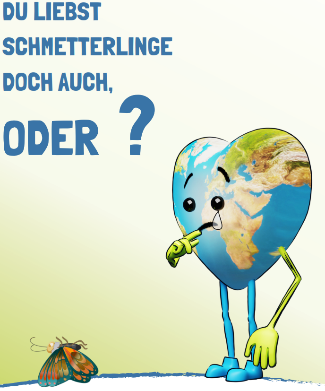 DU LIEBST
SCHMETTERLINGE
DOCH AUCH,
ODER ?